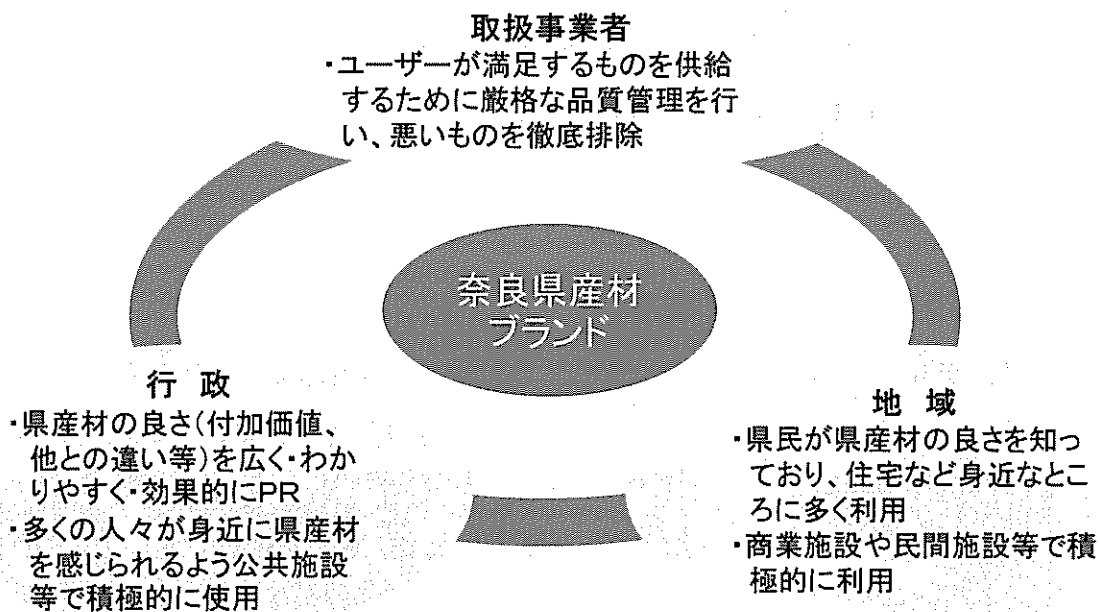 取扱事業者
・ユーザーが満足するものを供給
するために厳格な品質管理を行
い、悪いものを徹底排除
奈良県産材
ブランド
行 政
・県産材の良さ(付加価値、
他との違い等)を広く・わか
りやすく・効果的にPR
・多くの人々が身近に県産材
を感じられるよう公共施設
等で積極的に使用
地 域
・県民が県産材の良さを知っ
ており、住宅など身近なとこ
ろに多く利用
・商業施設や民間施設等で積
極的に利用